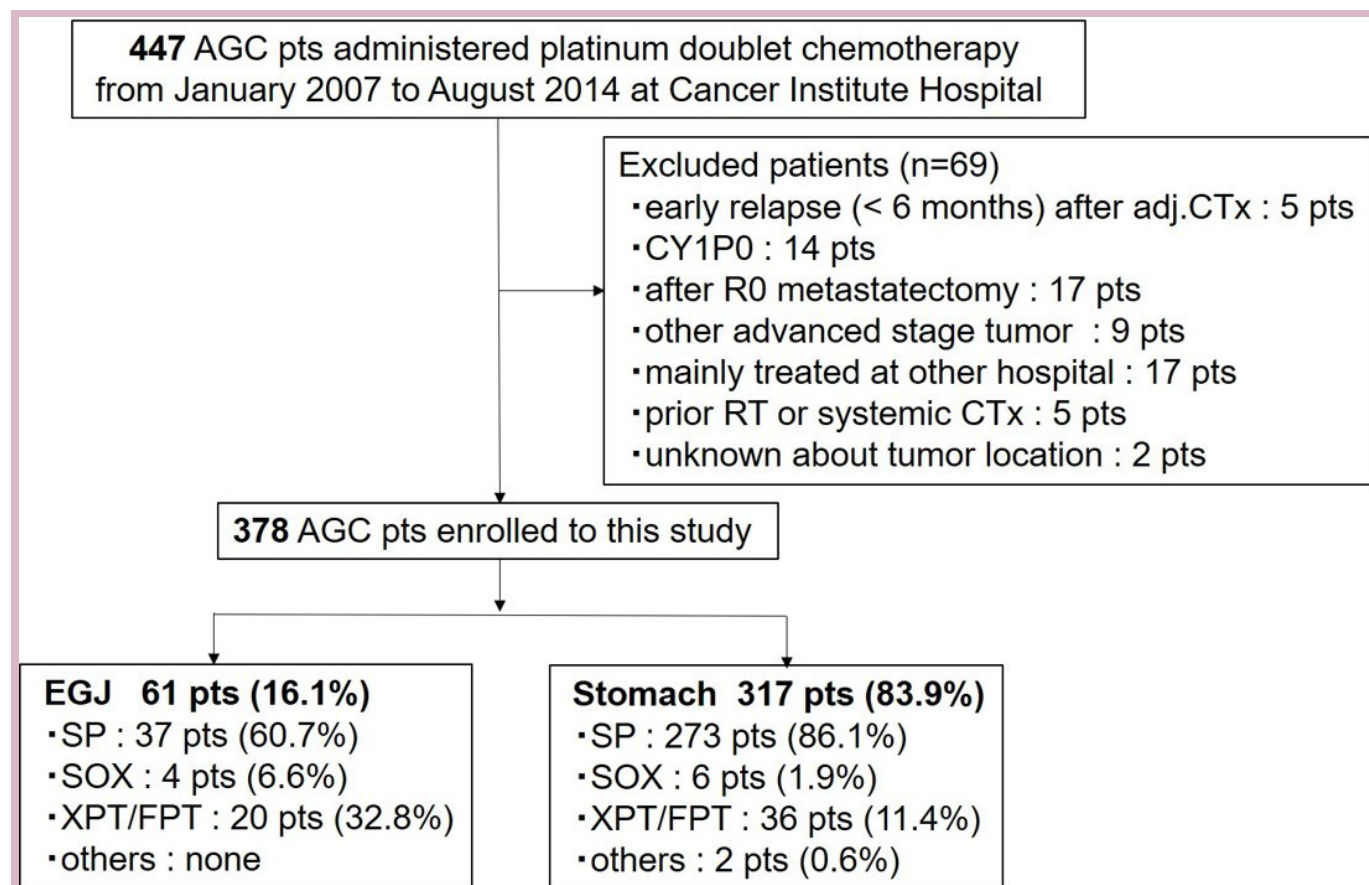 447 AGC pts administered platinum doublet chemotherapy
from January 2007 to August 2014 at Cancer Institute Hospital
Excluded patients (n=69)
・early relapse (< 6 months) after adj.CTx : 5 pts
・CY1P0 : 14 pts
・after R0 metastatectomy : 17 pts
・other advanced stage tumor : 9 pts
・mainly treated at other hospital : 17 pts
・prior RT or systemic CTx : 5 pts
・unknown about tumor location : 2 pts
378 AGC pts enrolled to this study
EGJ 61 pts (16.1%)
・SP : 37 pts (60.7%)
・SOX : 4 pts (6.6%)
・XPT/FPT : 20 pts (32.8%)
・others : none
Stomach 317 pts (83.9%)
・SP : 273 pts (86.1%)
・SOX : 6 pts (1.9%)
・XPT/FPT : 36 pts (11.4%)
・others : 2 pts (0.6%)